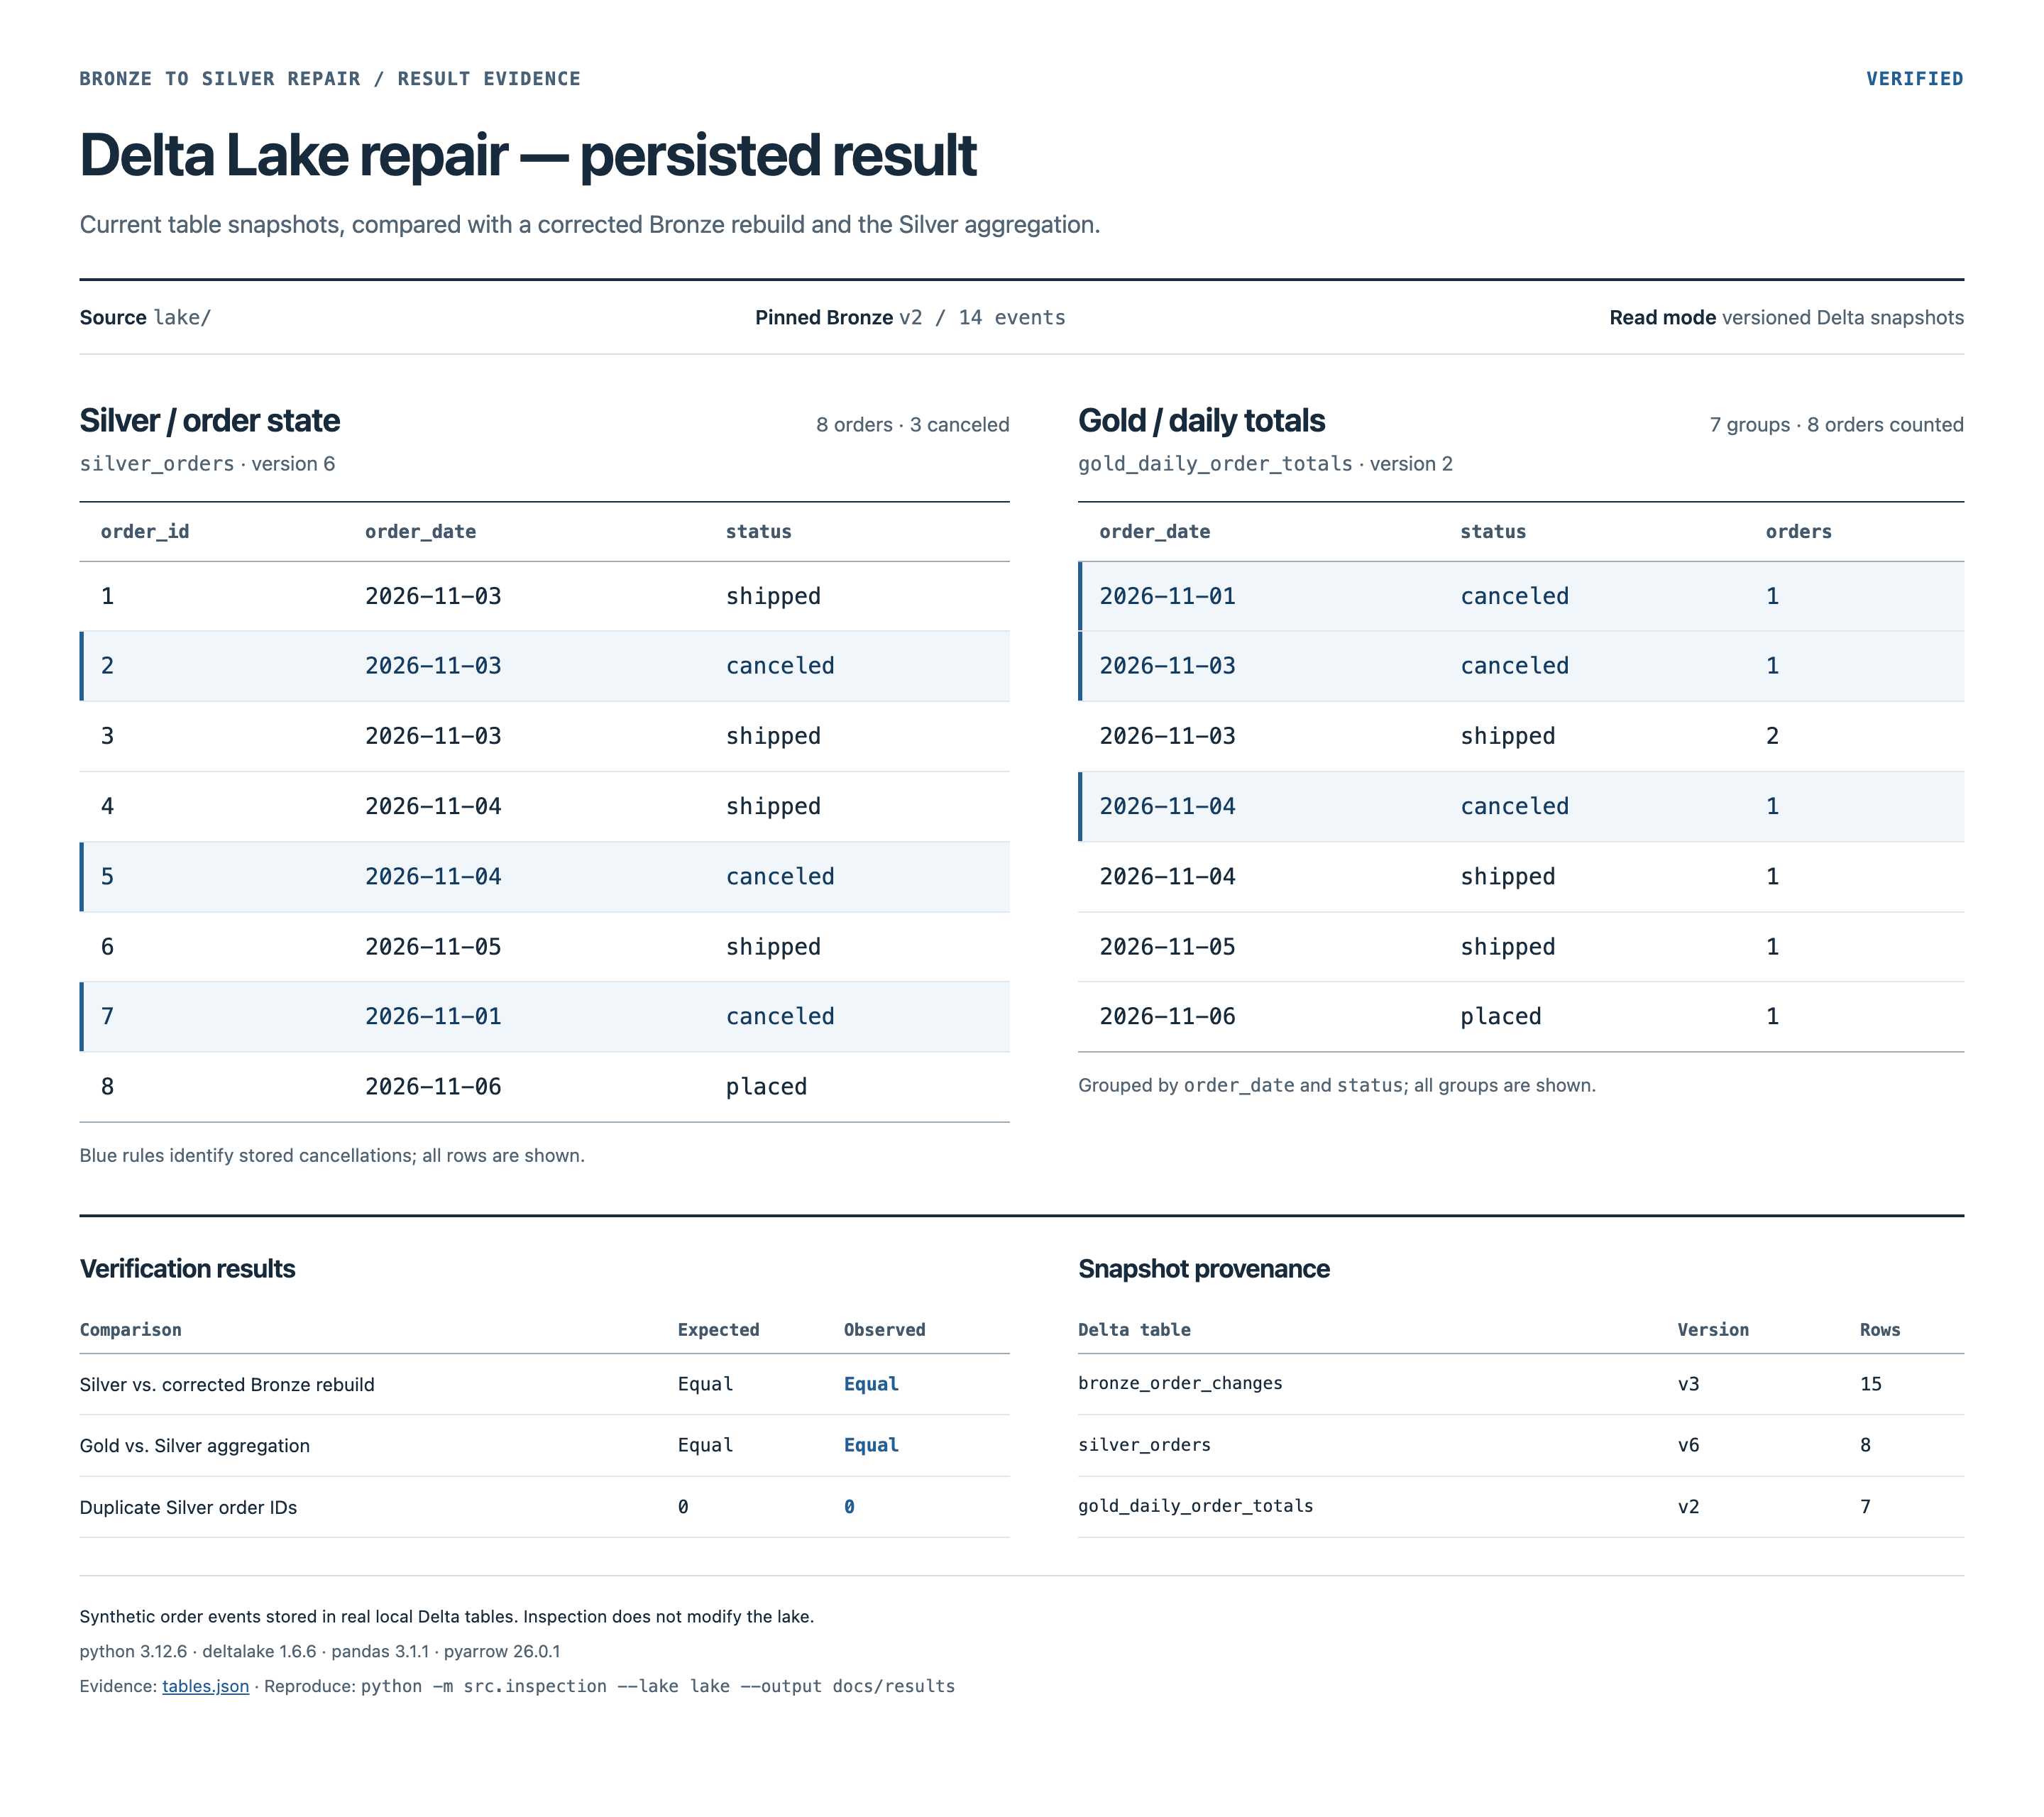 BRONZE TO SILVER REPAIR / RESULT EVIDENCE
VERIFIED
Delta Lake repair — persisted result
Current table snapshots, compared with a corrected Bronze rebuild and the Silver aggregation.
Source lake/
Pinned Bronze v2 / 14 events
Read mode versioned Delta snapshots
Silver / order state
8 orders · 3 canceled
silver_orders · version 6
order_id order_date status
1 2026-11-03 shipped
2 2026-11-03 canceled
3 2026-11-03 shipped
4 2026-11-04 shipped
5 2026-11-04 canceled
6 2026-11-05 shipped
7 2026-11-01 canceled
8 2026-11-06 placed
Blue rules identify stored cancellations; all rows are shown.
Gold / daily totals
7 groups · 8 orders counted
gold_daily_order_totals · version 2
order_date status orders
2026-11-01 canceled 1
2026-11-03 canceled 1
2026-11-03 shipped 2
2026-11-04 canceled 1
2026-11-04 shipped 1
2026-11-05 shipped 1
2026-11-06 placed 1
Grouped by order_date and status; all groups are shown.
Verification results
Comparison Expected Observed
Silver vs. corrected Bronze rebuild Equal Equal
Gold vs. Silver aggregation Equal Equal
Duplicate Silver order IDs 0 0
Snapshot provenance
Delta table Version Rows
bronze_order_changes v3 15
silver_orders v6 8
gold_daily_order_totals v2 7
Synthetic order events stored in real local Delta tables. Inspection does not modify the lake.
python 3.12.6 · deltalake 1.6.6 · pandas 3.1.1 · pyarrow 26.0.1
Evidence: tables.json · Reproduce: python -m src.inspection --lake lake --output docs/results